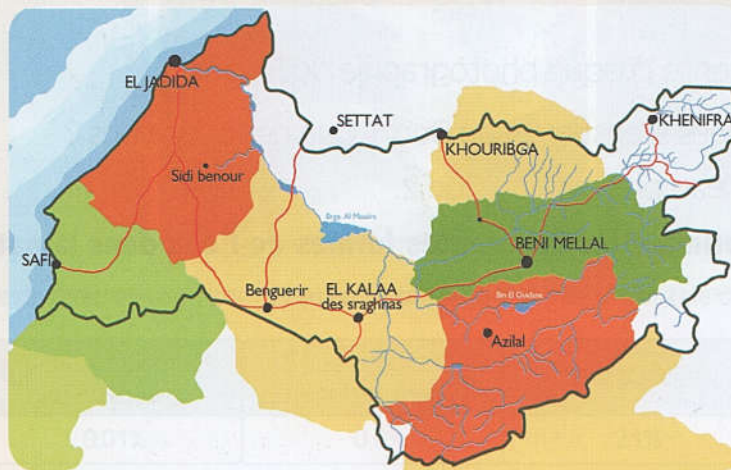 EL JADIDA
SETTAT
KHENIFRA
KHOURIBGA
Sidi benour
Brge. Al Massira
SAFI
BENI MELLAL
Benguerir
EL KALAA
des sraghnas
Bin El Ouidane
Azilal